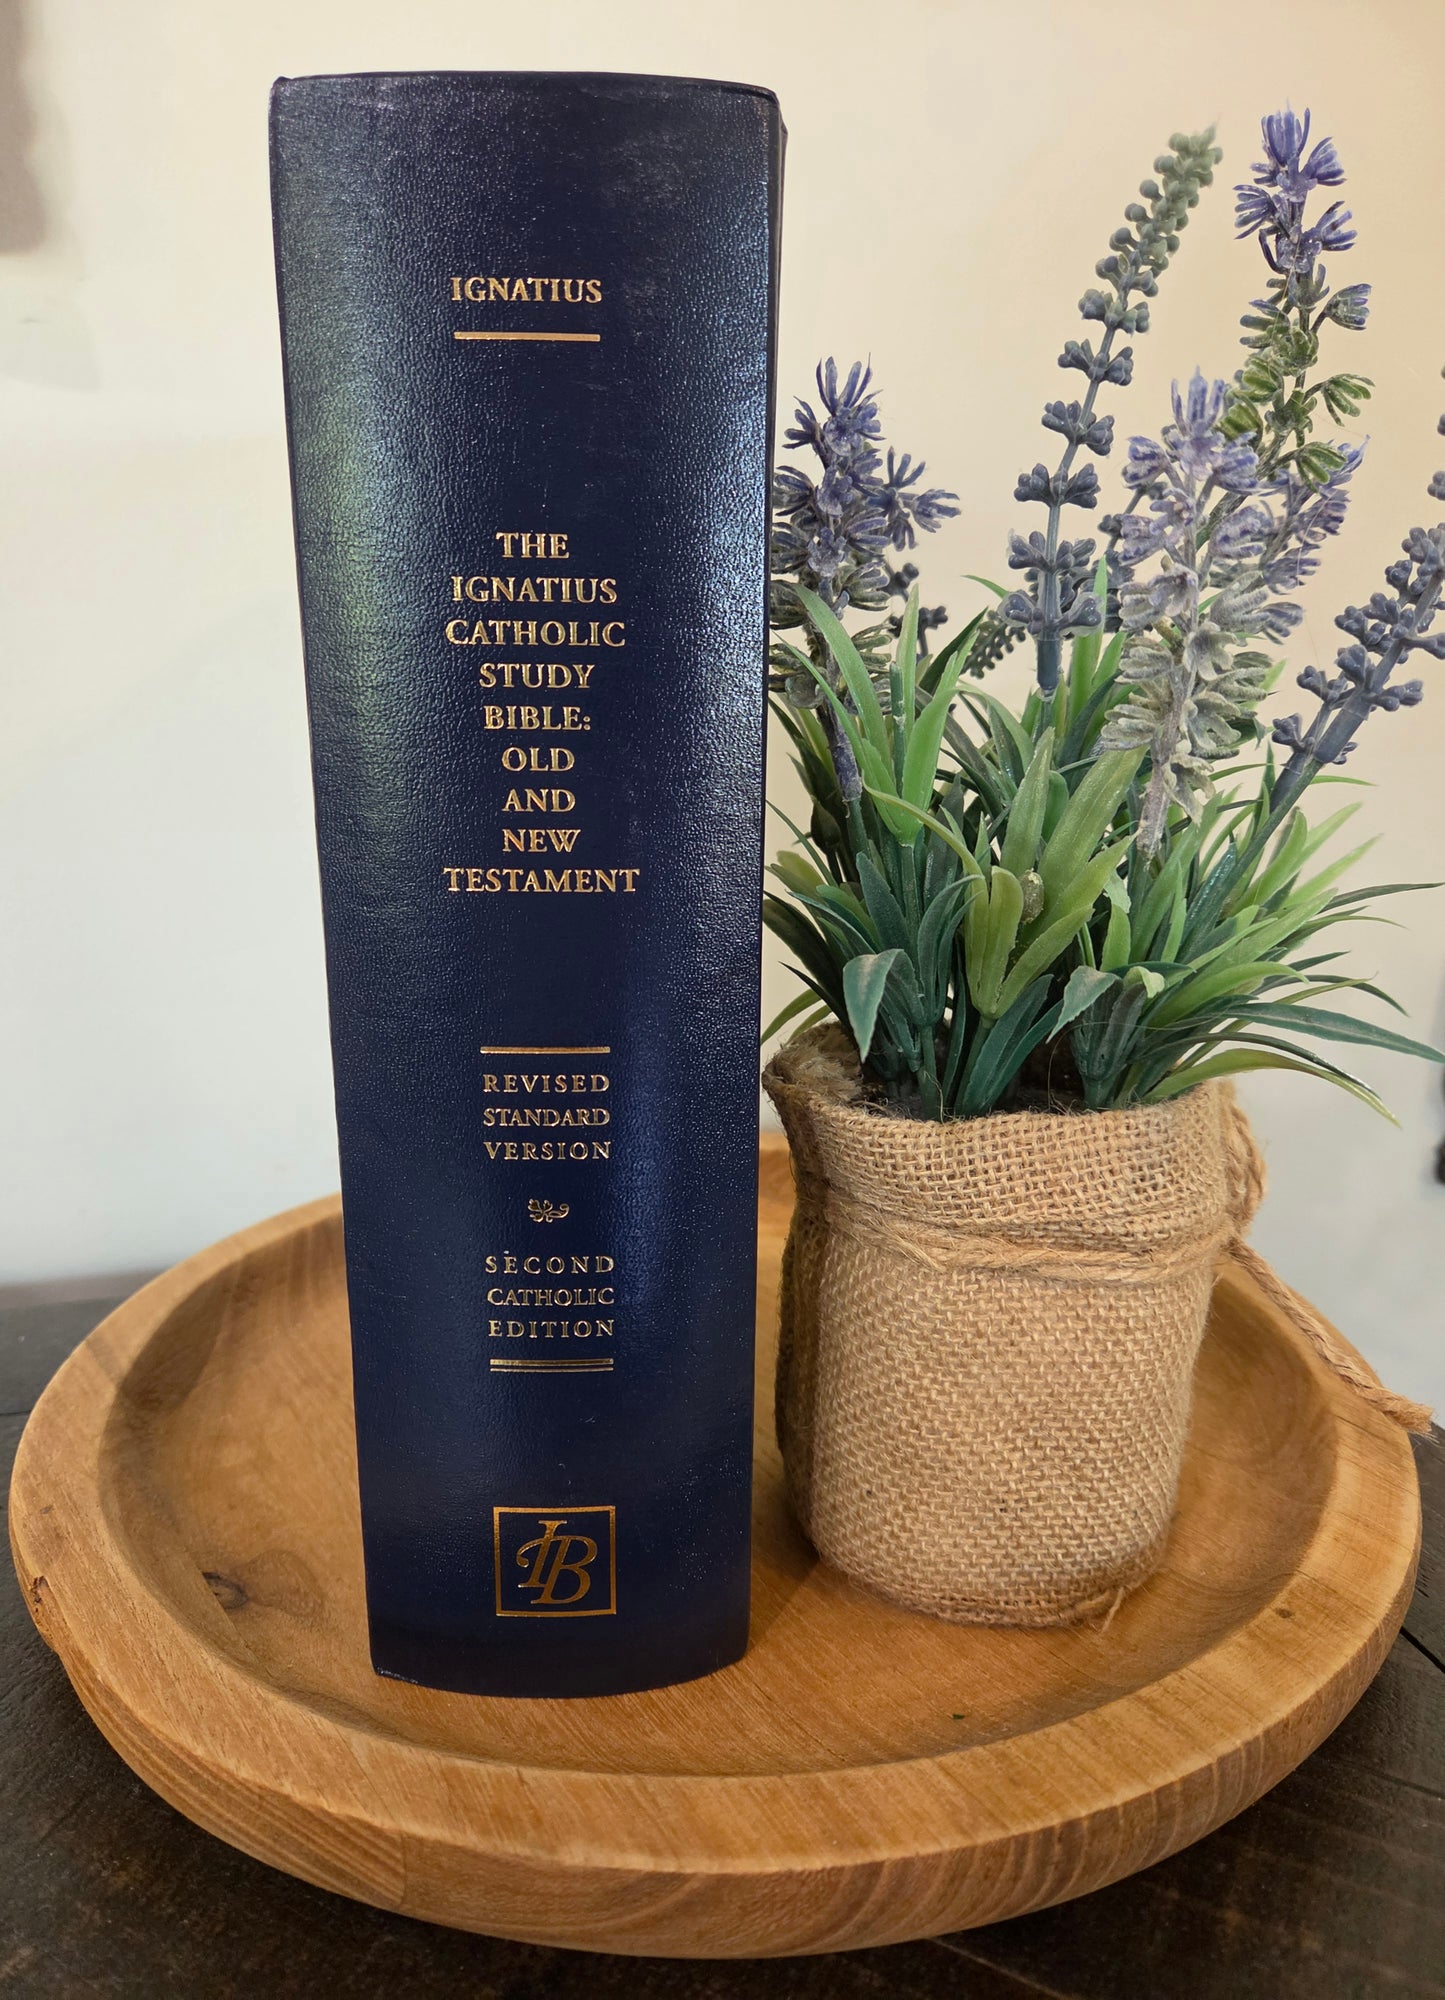 IGNATIUS
THE
IGNATIUS
CATHOLIC
STUDY
BIBLE:
OLD
AND
NEW
TESTAMENT
REVISED
STANDARD
VERSION
SECOND
CATHOLIC
EDITION
IB